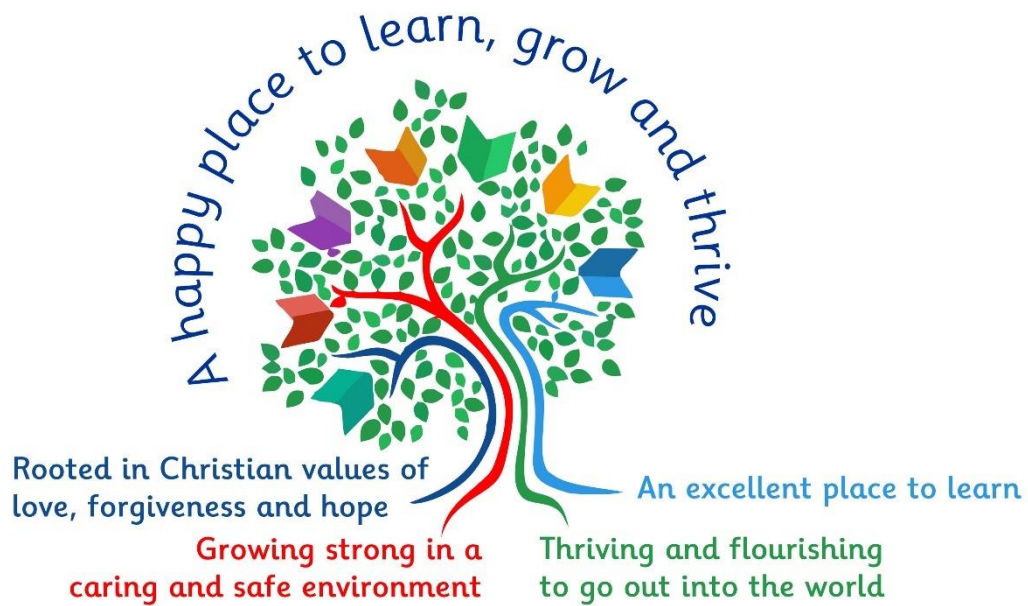 A happy place to learn, grow and thrive
Rooted in Christian values of
love, forgiveness and hope
An excellent place to learn
Growing strong in a
caring and safe environment
Thriving and flourishing
to go out into the world